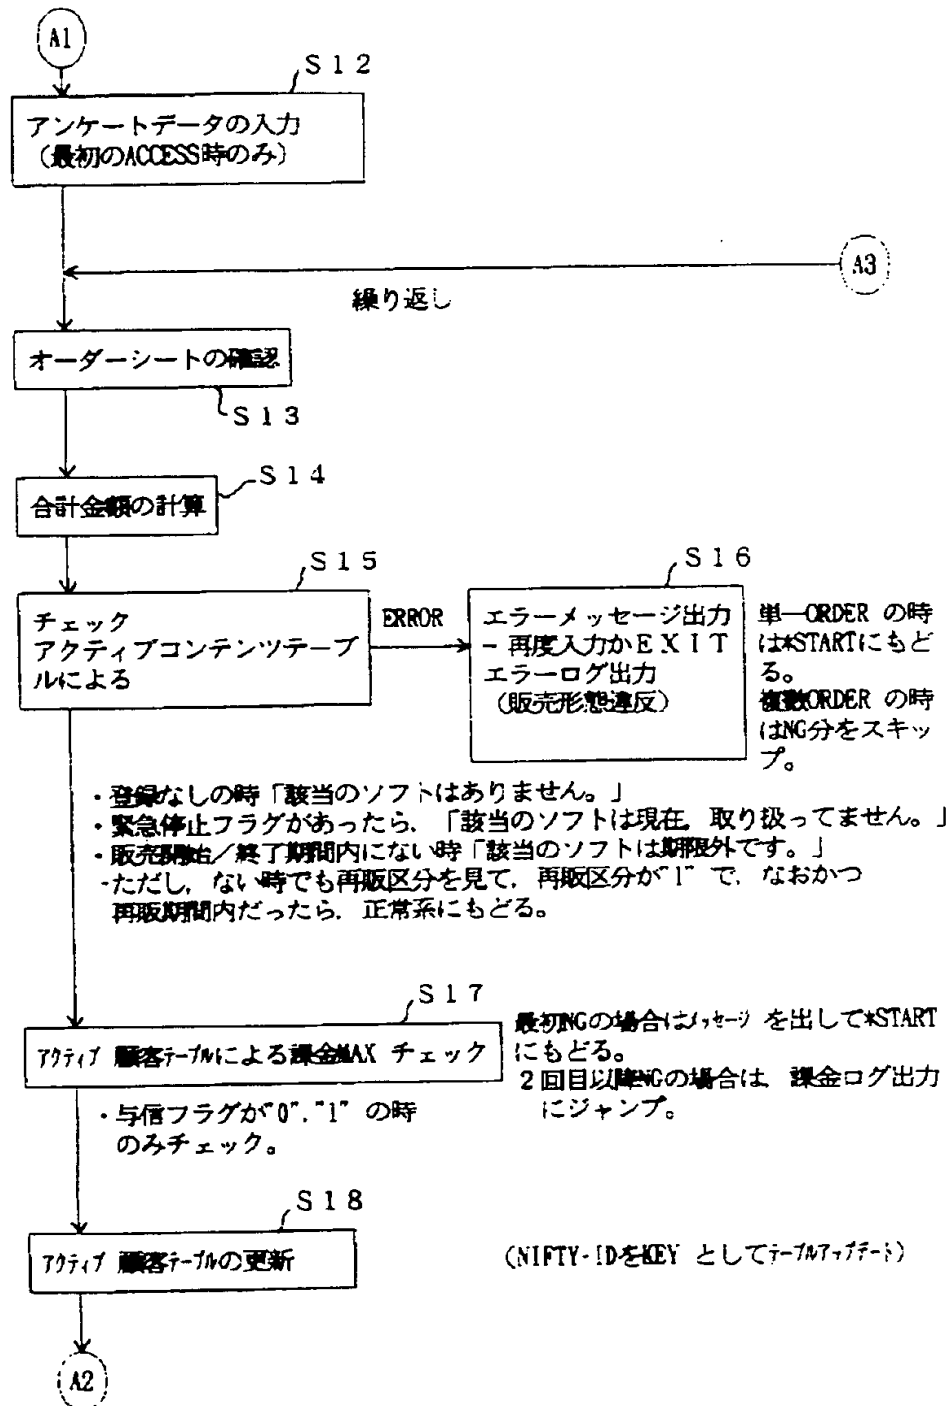 A1
S12
アンケートデータの入力
(最初のACCESS時のみ)
A3
繰り返し
オーダーシートの確認
S13
S14
合計金額の計算
S15
チェック
アクティブコンテンツテーブ
ルによる
ERROR
S16
エラーメッセージ出力
－再度入力かEXIT
エラーログ出力
(販売形態違反)
単一ORDER の時
は*STARTにもど
る。
複数ORDER の時
はNG分をスキッ
プ。
・登録なしの時「該当のソフトはありません。」
・緊急停止フラグがあったら,「該当のソフトは現在, 取り扱ってません。」
・販売開始／終了期間内にない時「該当のソフトは期限外です。」
-ただし, ない時でも再販区分を見て, 再販区分が"1" で, なおかつ
再販期間内だったら, 正常系にもどる。
S17
アクティブ 顧客テーブルによる課金MAX チェック
最初NGの場合はメッセージ を出して*START
にもどる。
2回目以降NGの場合は, 課金ログ出力
にジャンプ。
・与信フラグが"0","1" の時
のみチェック。
S18
アクティブ 顧客テーブルの更新
(NIFTY-IDをKEY としてテーブルアップデート)
A2